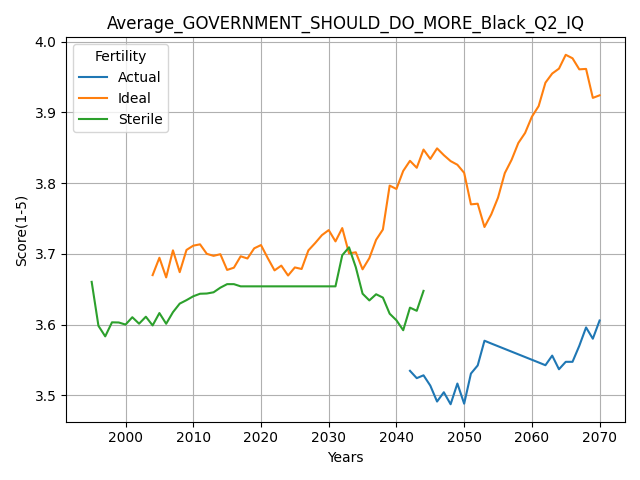 Average_GOVERNMENT_SHOULD_DO_MORE_Black_Q2_IQ
Fertility
Actual
Ideal
Sterile
Score(1-5)
4.0
3.9
3.8
3.7
3.6
3.5
2000 2010 2020 2030 2040 2050 2060 2070
Years